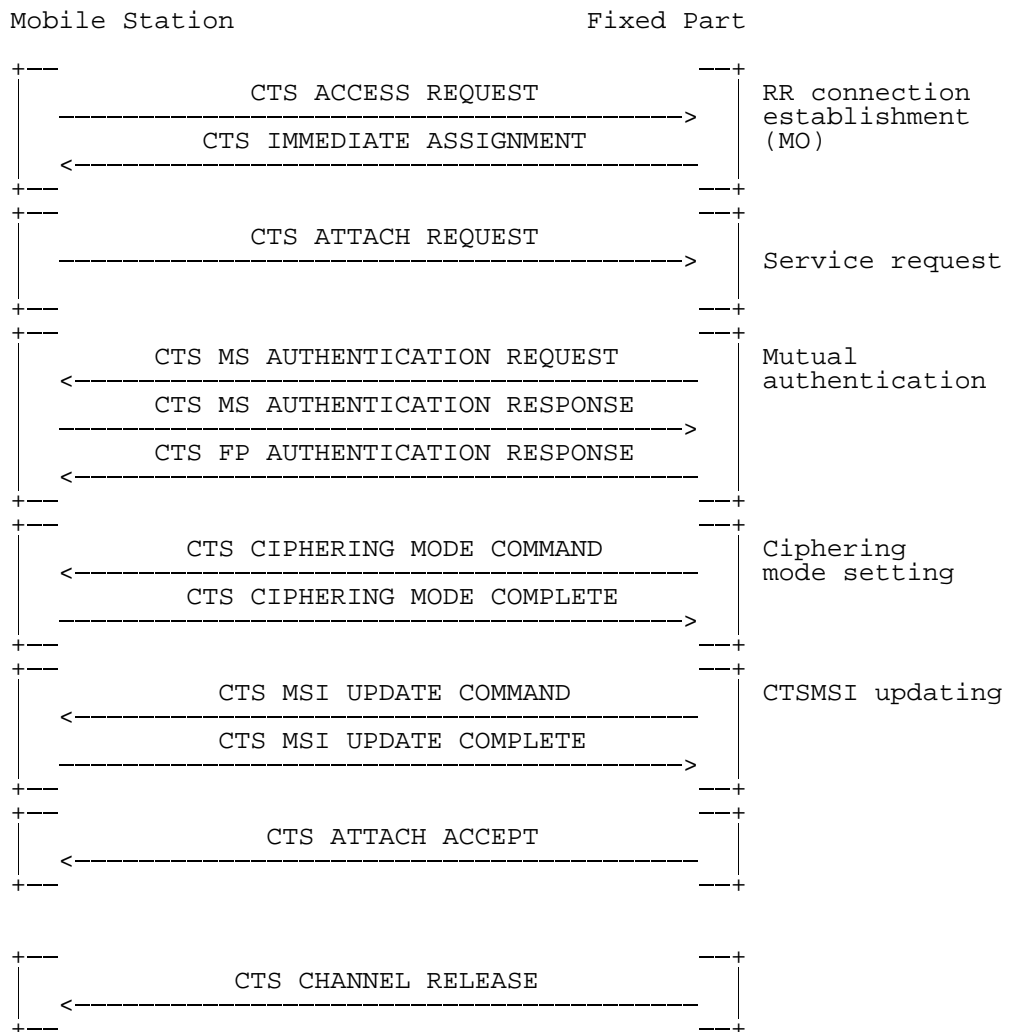 Mobile Station Fixed Part
CTS ACCESS REQUEST RR connection
establishment
CTS IMMEDIATE ASSIGNMENT (MO)
CTS ATTACH REQUEST
Service request
CTS MS AUTHENTICATION REQUEST Mutual
authentication
CTS MS AUTHENTICATION RESPONSE
CTS FP AUTHENTICATION RESPONSE
CTS CIPHERING MODE COMMAND Ciphering
mode setting
CTS CIPHERING MODE COMPLETE
CTS MSI UPDATE COMMAND CTSMSI updating
CTS MSI UPDATE COMPLETE
CTS ATTACH ACCEPT
CTS CHANNEL RELEASE